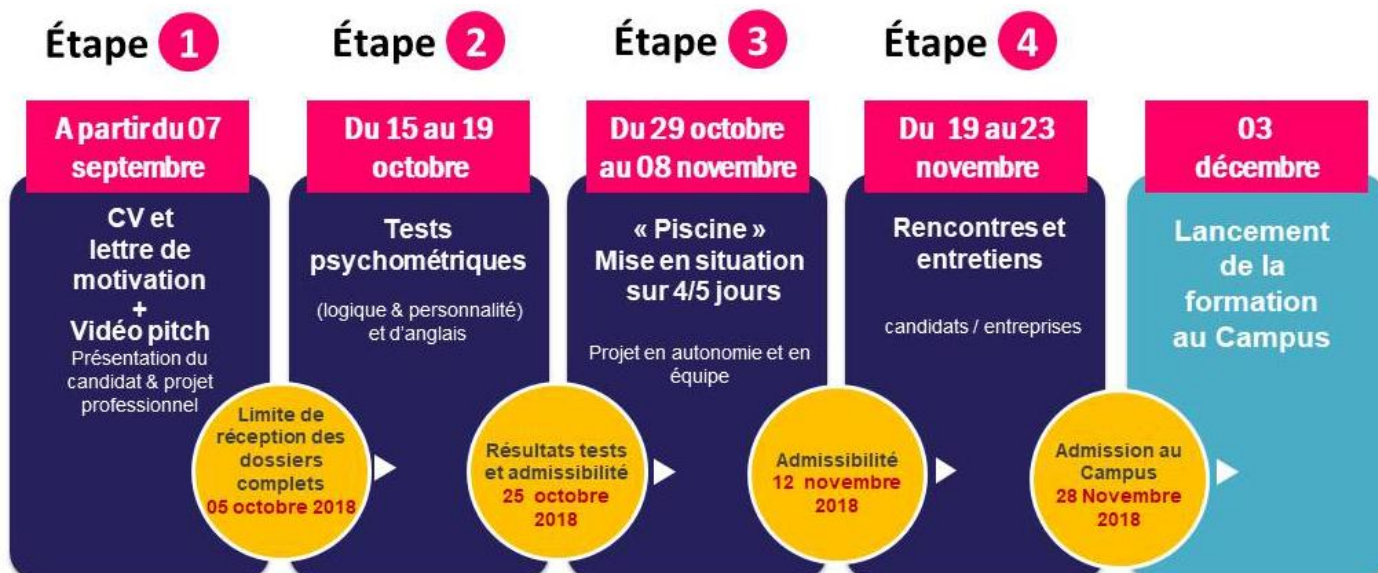 Étape 1
Étape 2
Étape 3
Étape 4
A partir du 07
septembre
CV et
lettre de
motivation
+
Vidéo pitch
Présentation du
candidat & projet
professionnel
Limite de
réception des
dossiers
complets
05 octobre 2018
Du 15 au 19
octobre
Tests
psychométriques
(logique & personnalité)
et d'anglais
Résultats tests
et admissibilité
25 octobre
2018
Du 29 octobre
au 08 novembre
« Piscine »
Mise en situation
sur 4/5 jours
Projet en autonomie et en
équipe
Admissibilité
12 novembre
2018
Du 19 au 23
novembre
Rencontres et
entretiens
candidats / entreprises
Admission au
Campus
28 Novembre
2018
03
décembre
Lancement
de la
formation
au Campus